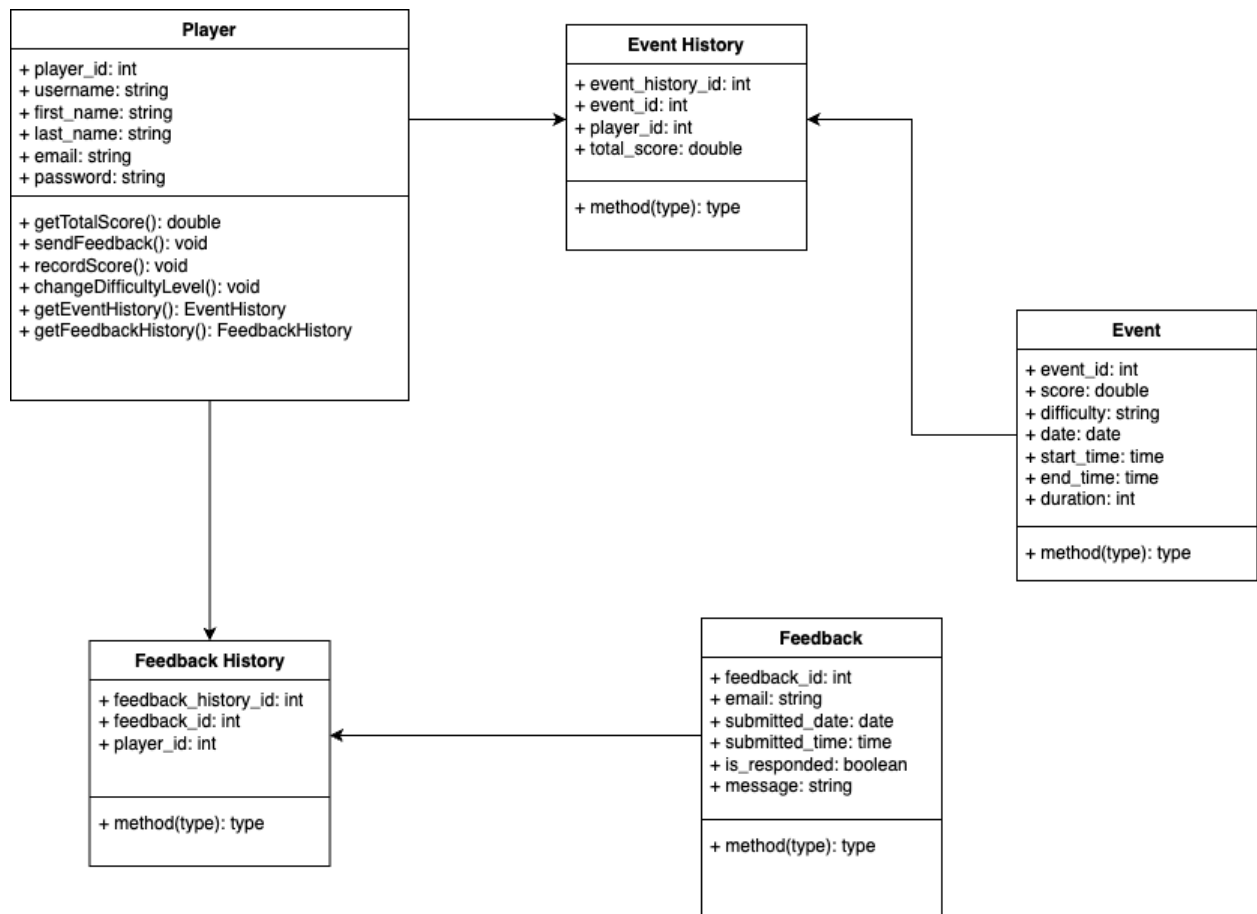 Player
+ player_id: int
+ username: string
+ first_name: string
+ last_name: string
+ email: string
+ password: string
+ getTotalScore(): double
+ sendFeedback(): void
+ recordScore(): void
+ changeDifficultyLevel(): void
+ getEventHistory(): EventHistory
+ getFeedbackHistory(): FeedbackHistory
Event History
+ event_history_id: int
+ event_id: int
+ player_id: int
+ total_score: double
+ method(type): type
Event
+ event_id: int
+ score: double
+ difficulty: string
+ date: date
+ start_time: time
+ end_time: time
+ duration: int
+ method(type): type
Feedback History
+ feedback_history_id: int
+ feedback_id: int
+ player_id: int
+ method(type): type
Feedback
+ feedback_id: int
+ email: string
+ submitted_date: date
+ submitted_time: time
+ is_responded: boolean
+ message: string
+ method(type): type